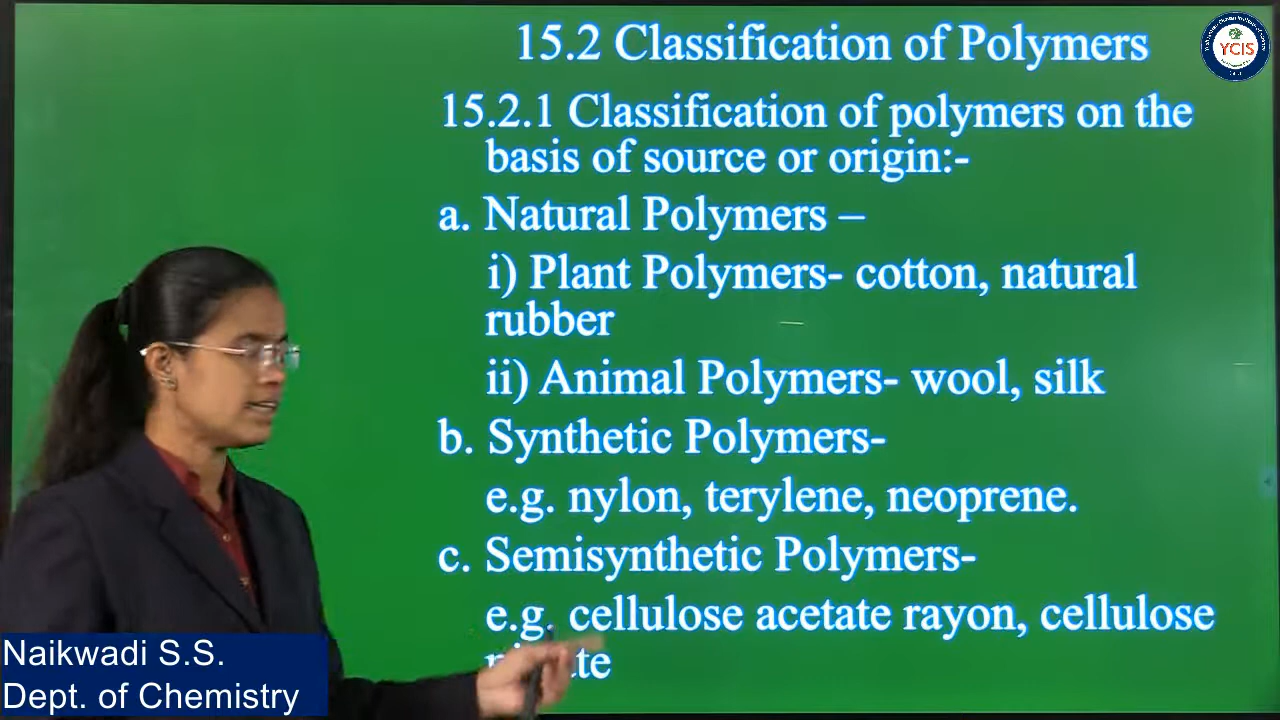 15.2 Classification of Polymers
YCIS
15.2.1 Classification of polymers on the
basis of source or origin:-
a. Natural Polymers –
i) Plant Polymers- cotton, natural
rubber
ii) Animal Polymers- wool, silk
b. Synthetic Polymers-
e.g. nylon, terylene, neoprene.
c. Semisynthetic Polymers-
e.g. cellulose acetate rayon, cellulose
Naikwadi S.S.
Dept. of Chemistry